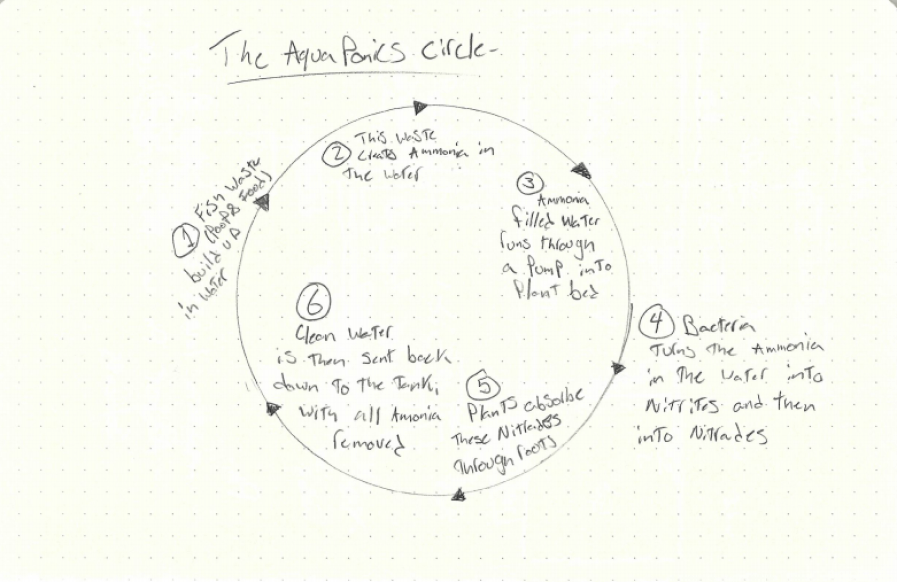 The AquaPonics Circle-
1 Fish Waste
(Poop & Food)
build up
in water
2 This waste
creats Ammonia in
the water
3 Ammonia
filled water
runs through
a Pump into
Plant bed
4 Bacteria
Turns the Ammonia
in the water into
Nitrites and then
into Nitrades
5 Plants absorbe
these Nitrades
through roots
6
Clean water
is then sent back
down to the tank,
with all Amonia
removed